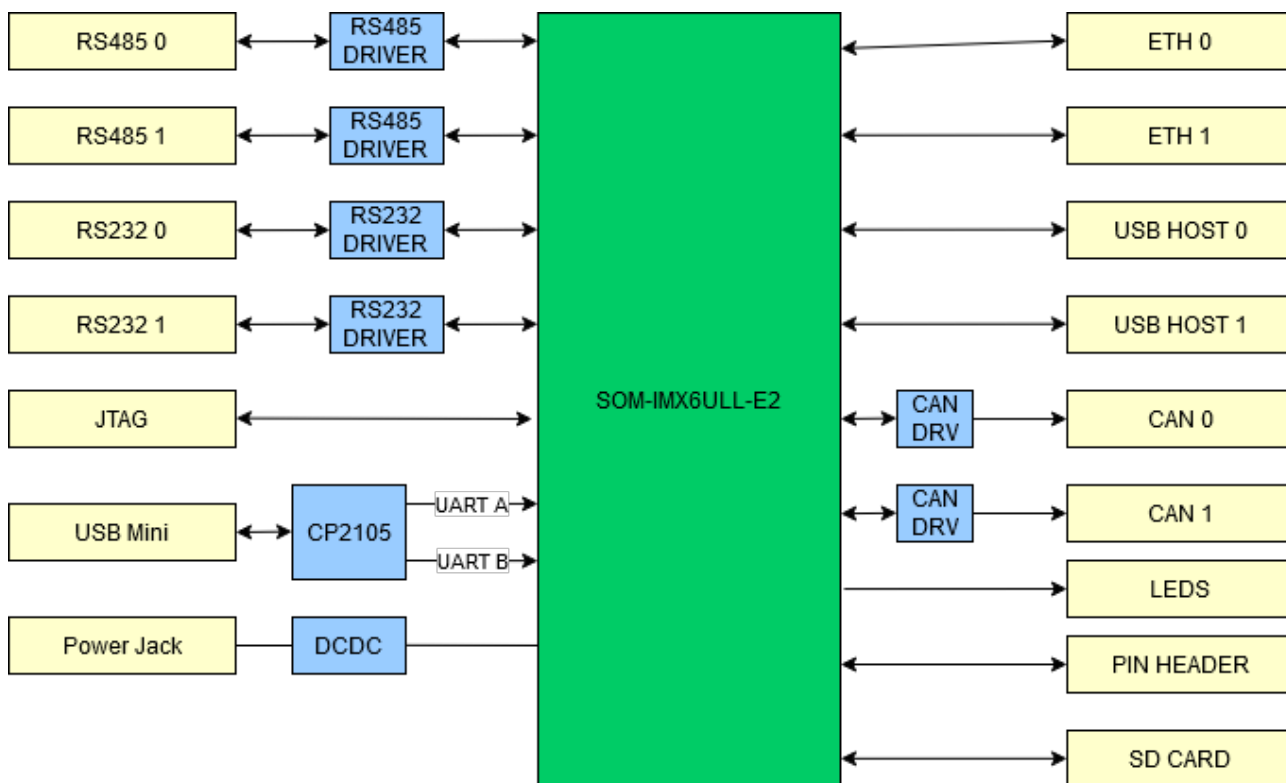 RS485 0
RS485
DRIVER
ETH 0
RS485 1
RS485
DRIVER
ETH 1
RS232 0
RS232
DRIVER
USB HOST 0
RS232 1
RS232
DRIVER
USB HOST 1
SOM-IMX6ULL-E2
JTAG
CAN
DRV
CAN 0
USB Mini
CP2105
UART A
UART B
CAN
DRV
CAN 1
LEDS
Power Jack
DCDC
PIN HEADER
SD CARD